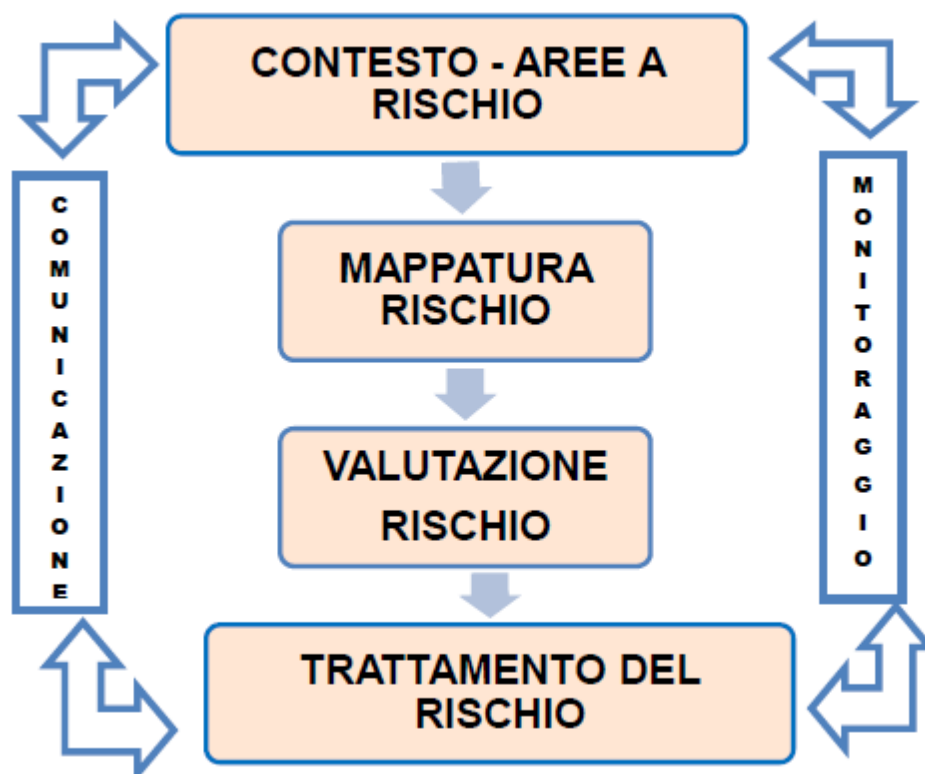 CONTESTO - AREE A
RISCHIO
COMUNICAZIONE
MONITORAGGIO
MAPPATURA
RISCHIO
VALUTAZIONE
RISCHIO
TRATTAMENTO DEL
RISCHIO